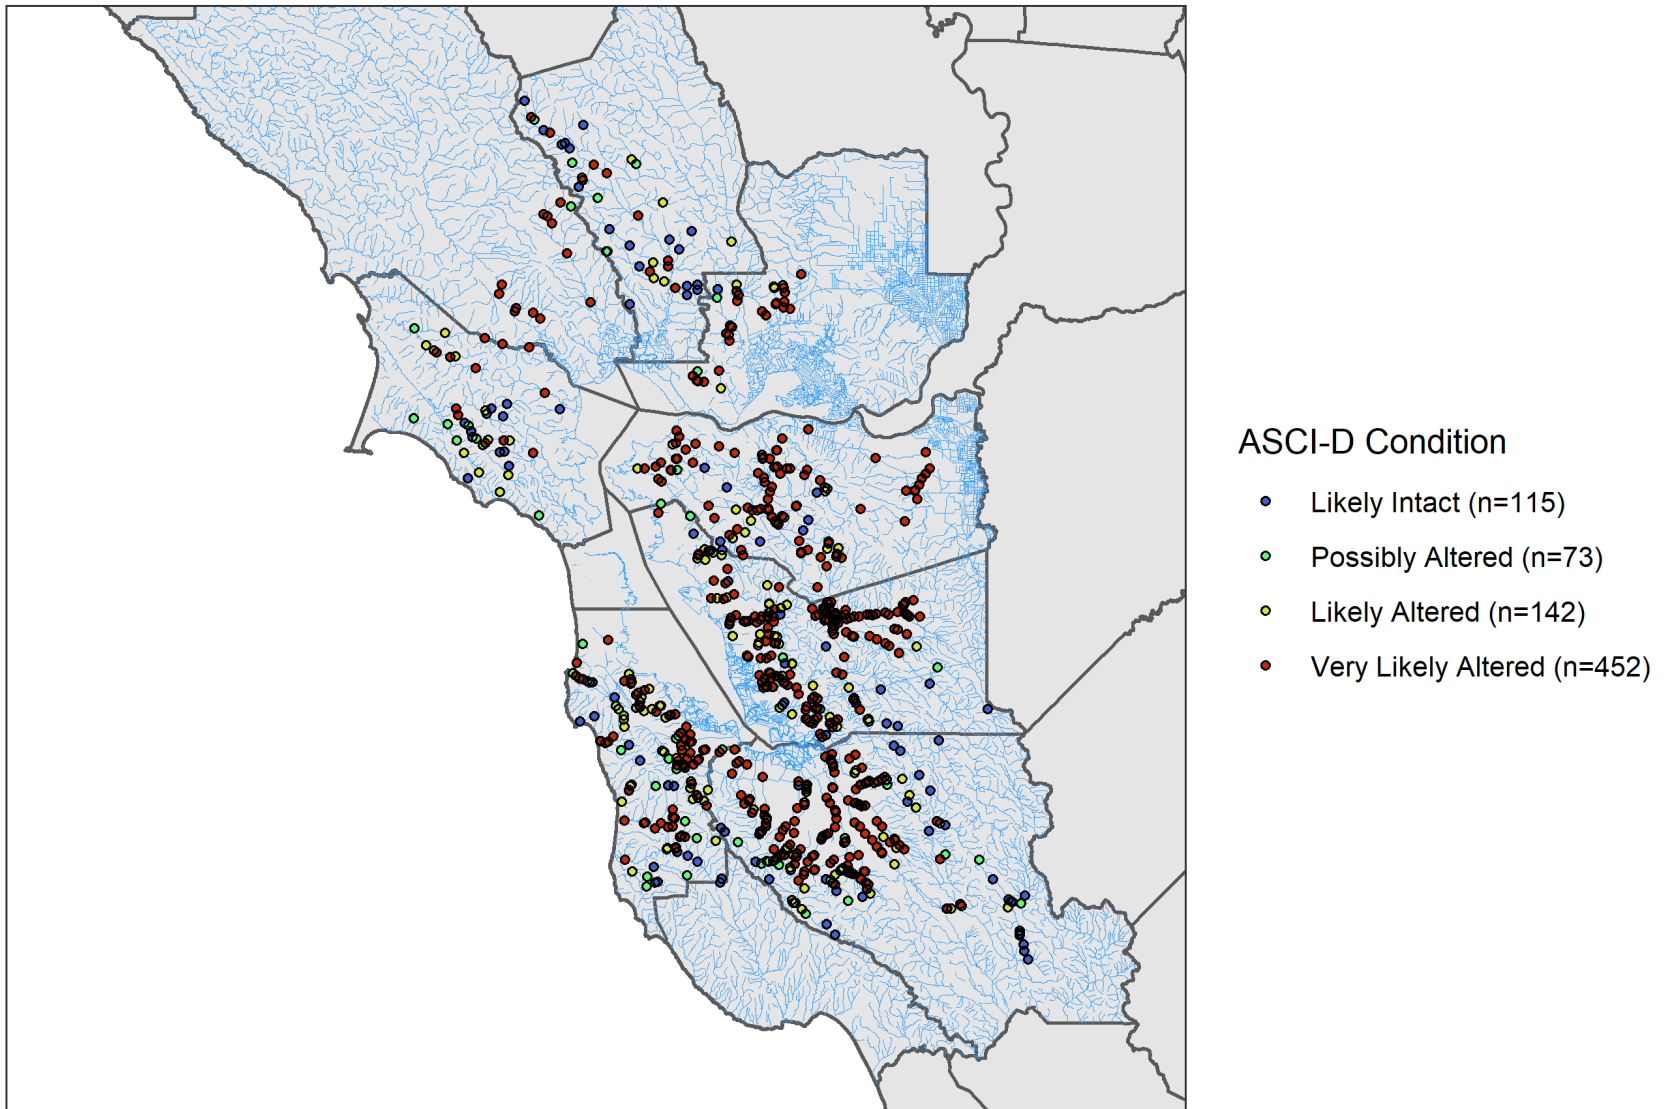 ASCI-D Condition
Likely Intact (n=115)
Possibly Altered (n=73)
Likely Altered (n=142)
Very Likely Altered (n=452)